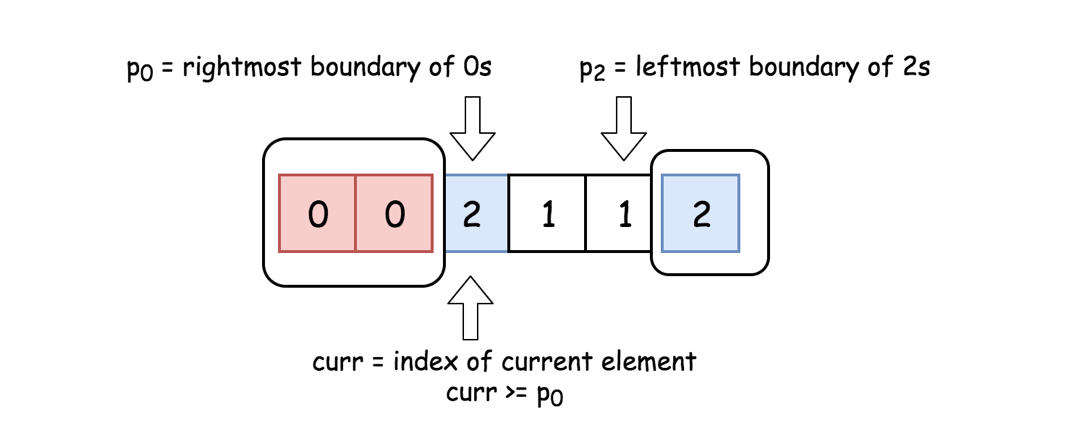 p0 = rightmost boundary of 0s
p2 = leftmost boundary of 2s
0 0 2 1 1 2
curr = index of current element
curr >= p0